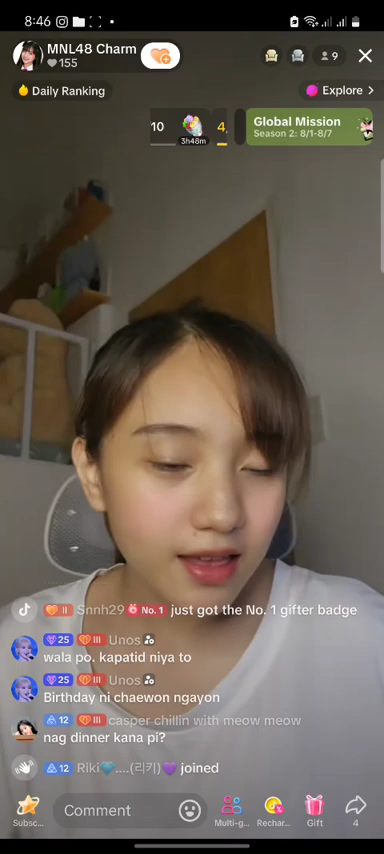 8:46
MNL48 Charm
155
9
Daily Ranking
Explore
10
3h48m
4,
Global Mission
Season 2: 8/1-8/7
II Snnh29 No. 1 just got the No. 1 gifter badge
25 III Unos
wala po. kapatid niya to
25 III Unos
Birthday ni chaewon ngayon
12 III casper chillin with meow meow
nag dinner kana pi?
12 Riki🩵....(리키)💜 joined
Subsc...
Comment
Multi-g...
Rechar...
Gift
4